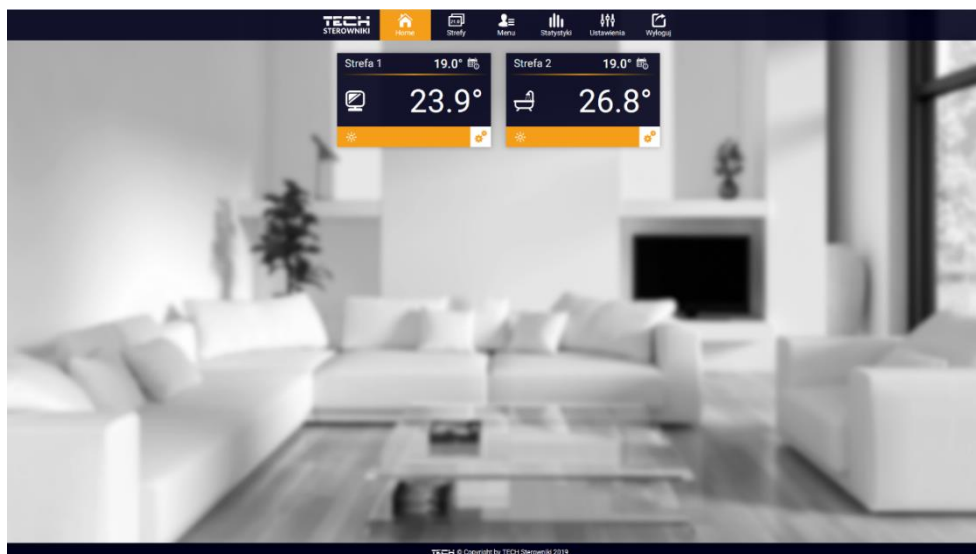 TECH
STEROWNIKI
Home
Strefy
Menu
Statystyki
Ustawienia
Wyloguj
Strefa 1 19.0°
23.9°
Strefa 2 19.0°
26.8°
TECH © Copyright by TECH Sterowniki 2019